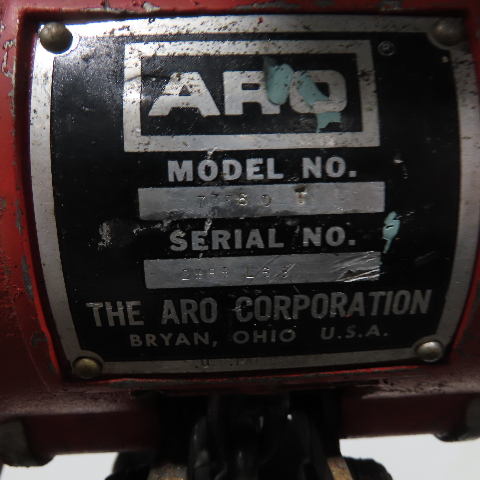 ARO ®
MODEL NO.
SERIAL NO.
THE ARO CORPORATION
BRYAN, OHIO U.S.A.